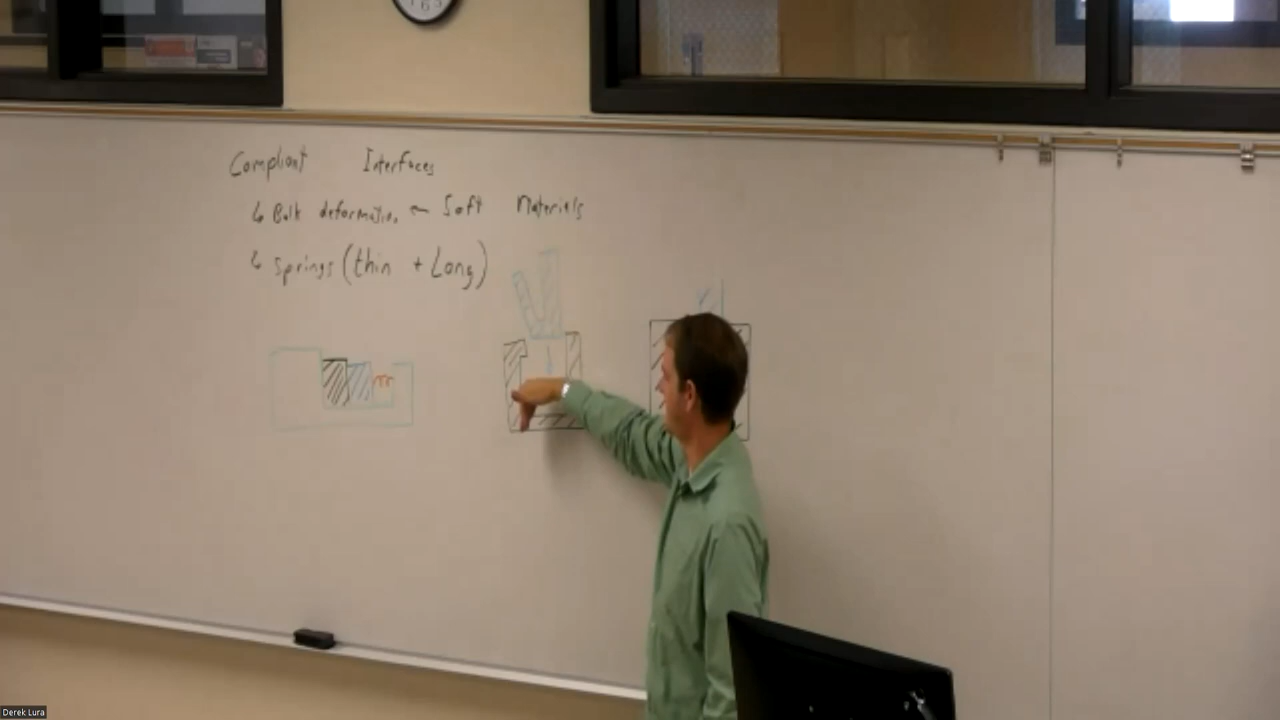 Compliant Interfaces
↳ Bulk deformation ← Soft Materials
↳ Springs (thin + Long)
Derek Lura